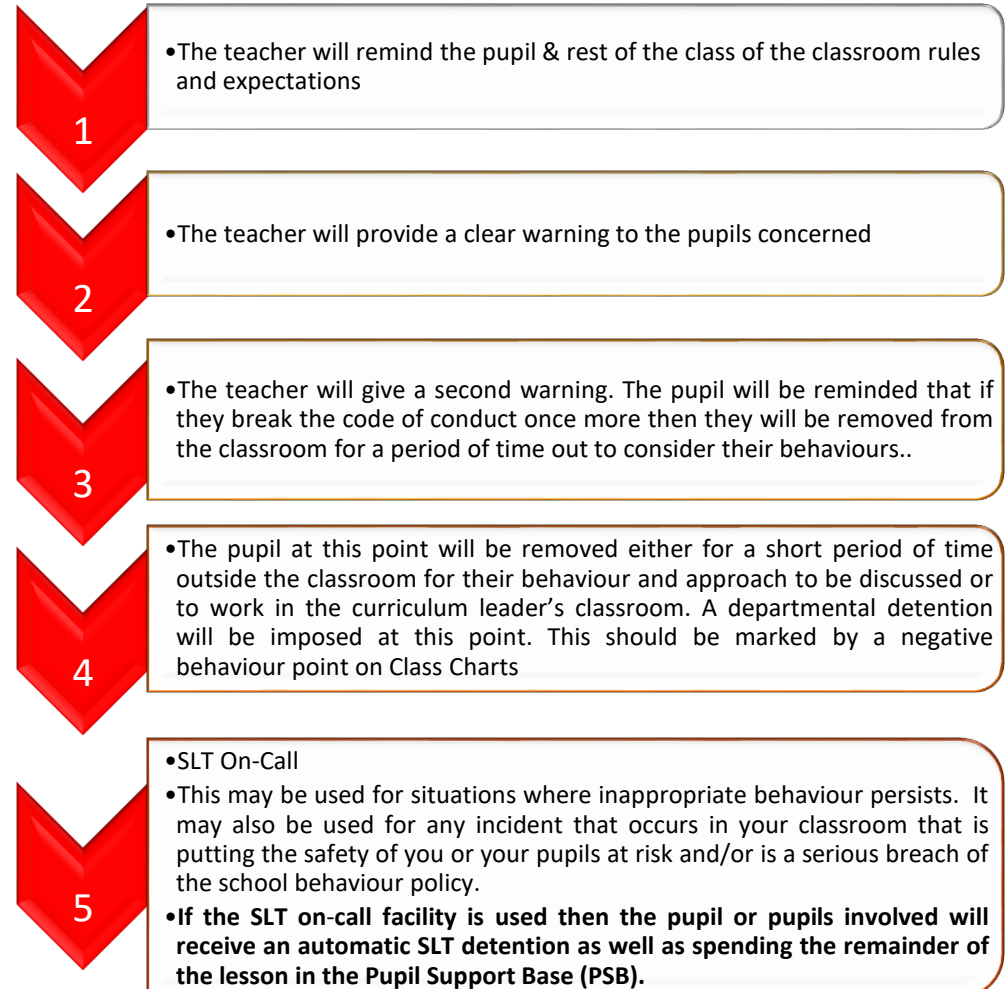 •The teacher will remind the pupil & rest of the class of the classroom rules
and expectations
1
•The teacher will provide a clear warning to the pupils concerned
2
•The teacher will give a second warning. The pupil will be reminded that if
they break the code of conduct once more then they will be removed from
the classroom for a period of time out to consider their behaviours..
3
•The pupil at this point will be removed either for a short period of time
outside the classroom for their behaviour and approach to be discussed or
to work in the curriculum leader’s classroom. A departmental detention
will be imposed at this point. This should be marked by a negative
behaviour point on Class Charts
4
•SLT On-Call
•This may be used for situations where inappropriate behaviour persists. It
may also be used for any incident that occurs in your classroom that is
putting the safety of you or your pupils at risk and/or is a serious breach of
the school behaviour policy.
5
•If the SLT on-call facility is used then the pupil or pupils involved will
receive an automatic SLT detention as well as spending the remainder of
the lesson in the Pupil Support Base (PSB).